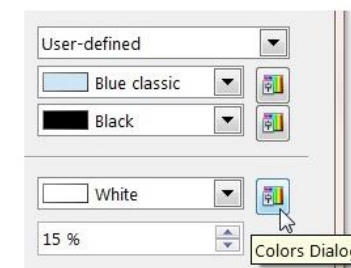 User-defined
Blue classic
Black
White
15 %
Colors Dialo